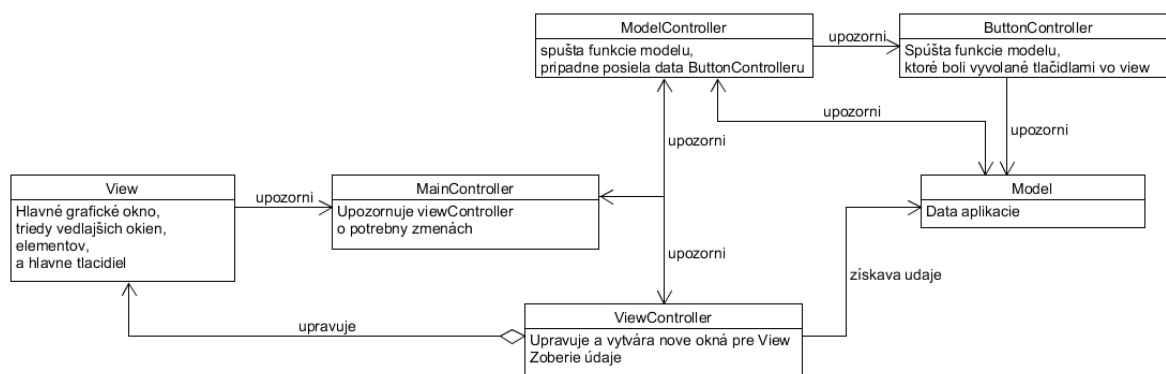 ModelController
spušta funkcie modelu,
pripadne posiela data ButtonControlleru
upozorni
ButtonController
Spúšta funkcie modelu,
ktoré boli vyvolané tlačidlami vo view
upozorni
upozorni
upozorni
View
Hlavné grafické okno,
triedy vedlajšich okien,
elementov,
a hlavne tlacidiel
upozorni
MainController
Upozornuje viewController
o potrebny zmenách
Model
Data aplikacie
upozorni
získava udaje
upravuje
ViewController
Upravuje a vytvára nove okná pre View
Zoberie údaje